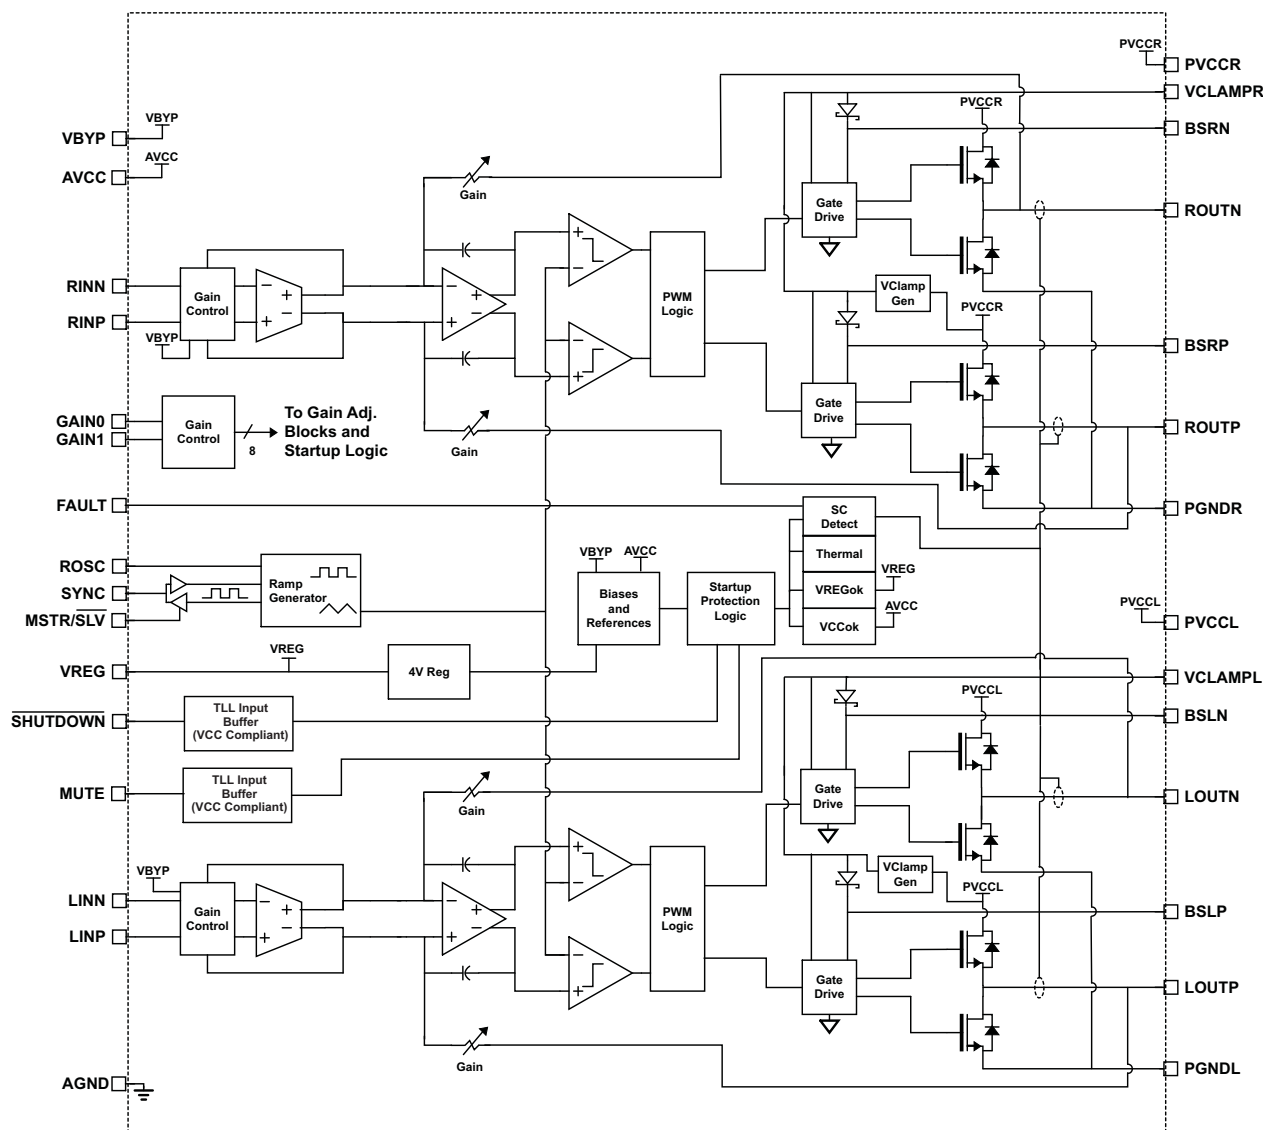 PVCCR
PVCCR
VCLAMPR
PVCCR
VBYP
VBYP
BSRN
AVCC
AVCC
Gain
Gate
Drive
ROUTN
RINN
Gain
Control
PWM
Logic
VClamp
Gen
PVCCR
RINP
VBYP
BSRP
GAIN0
GAIN1
Gain
Control
8
To Gain Adj.
Blocks and
Startup Logic
Gain
Gate
Drive
ROUTP
FAULT
SC
Detect
PGNDR
ROSC
SYNC
MSTR/SLV
Ramp
Generator
VBYP
AVCC
Biases
and
References
Startup
Protection
Logic
Thermal
VREGok
VREG
VCCok
AVCC
PVCCL
PVCCL
VREG
VREG
4V Reg
VCLAMPL
PVCCL
SHUTDOWN
TLL Input
Buffer
(VCC Compliant)
BSLN
MUTE
TLL Input
Buffer
(VCC Compliant)
Gain
Gate
Drive
LOUTN
VBYP
LINN
Gain
Control
PWM
Logic
VClamp
Gen
PVCCL
BSLP
LINP
Gate
Drive
LOUTP
Gain
AGND
PGNDL